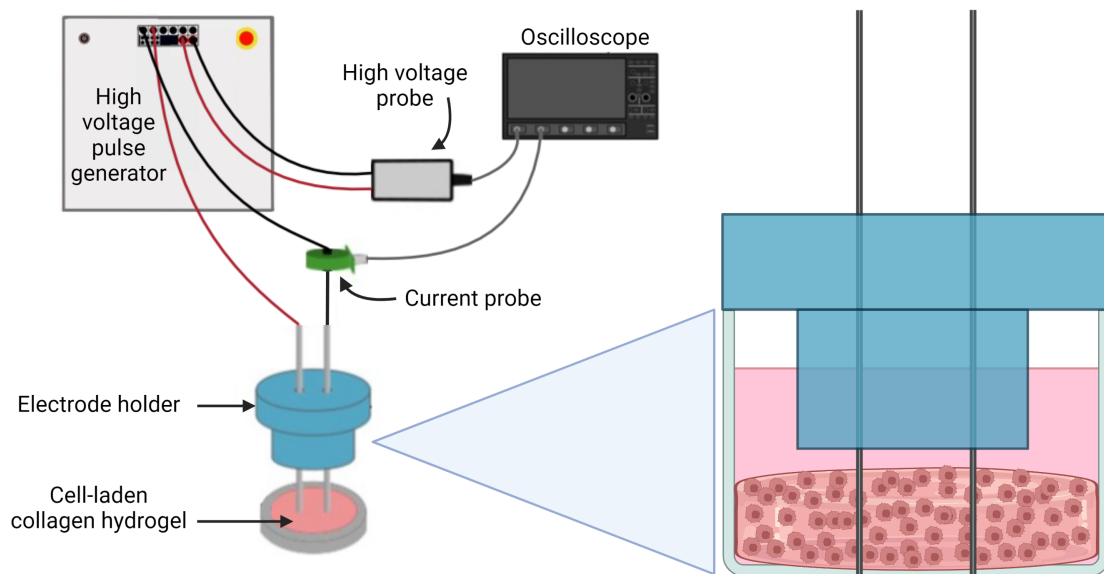 High
voltage
pulse
generator
High voltage
probe
Oscilloscope
Current probe
Electrode holder
Cell-laden
collagen hydrogel